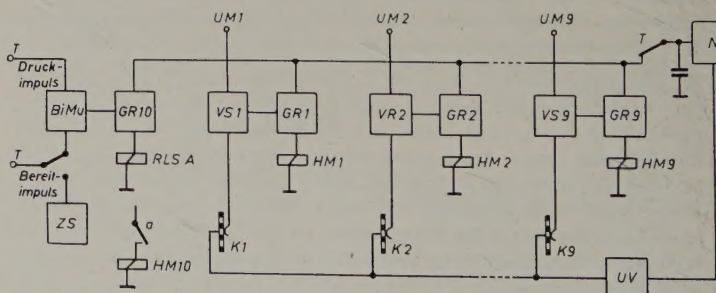 UM1
UM2
UM9
T
Druck-
impuls
T
N
BiMu
GR10
VS1
GR1
VR2
GR2
VS9
GR9
RLS A
HM1
HM2
HM9
T
Bereit-
impuls
ZS
a
HM10
K1
K2
K9
UV